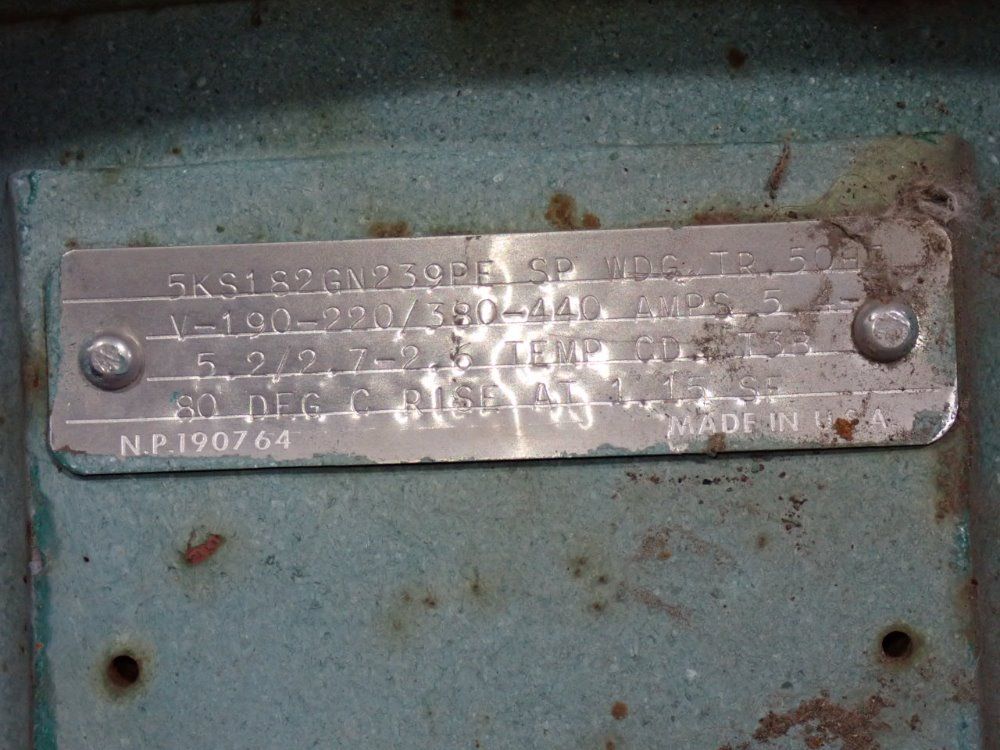 5KS182GN239PE SP WDG. TR.
V-190-220/380-440 AMPS 5.4-
5.2/2.7-2.6 TEMP CD. T3B
80 DEG C RISE AT 1.15 SF
N.P.190764 MADE IN U.S.A.